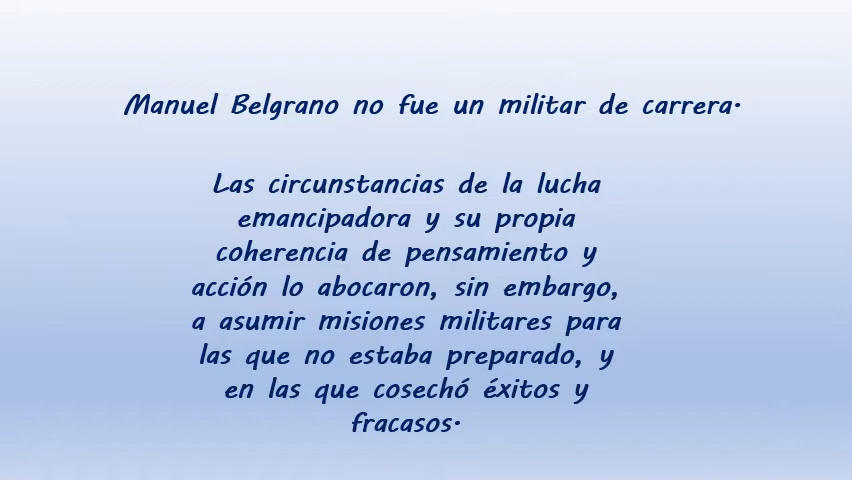 Manuel Belgrano no fue un militar de carrera.
Las circunstancias de la lucha
emancipadora y su propia
coherencia de pensamiento y
acción lo abocaron, sin embargo,
a asumir misiones militares para
las que no estaba preparado, y
en las que cosechó éxitos y
fracasos.